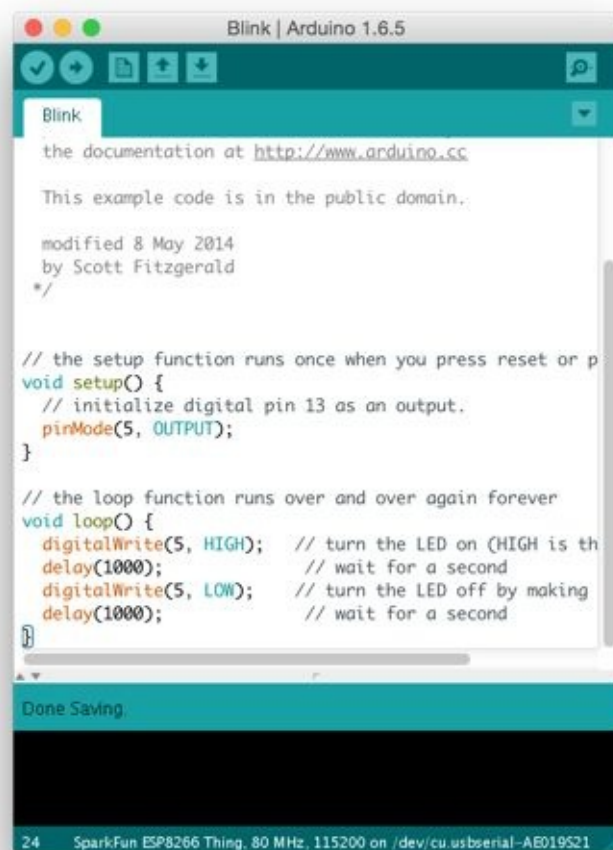 Blink | Arduino 1.6.5
Blink
the documentation at http://www.arduino.cc
This example code is in the public domain.
modified 8 May 2014
by Scott Fitzgerald
*/
// the setup function runs once when you press reset or p
void setup() {
// initialize digital pin 13 as an output.
pinMode(5, OUTPUT);
}
// the loop function runs over and over again forever
void loop() {
digitalWrite(5, HIGH); // turn the LED on (HIGH is th
delay(1000); // wait for a second
digitalWrite(5, LOW); // turn the LED off by making
delay(1000); // wait for a second
}
Done Saving.
24 SparkFun ESP8266 Thing, 80 MHz, 115200 on /dev/cu.usbserial-AE019S21